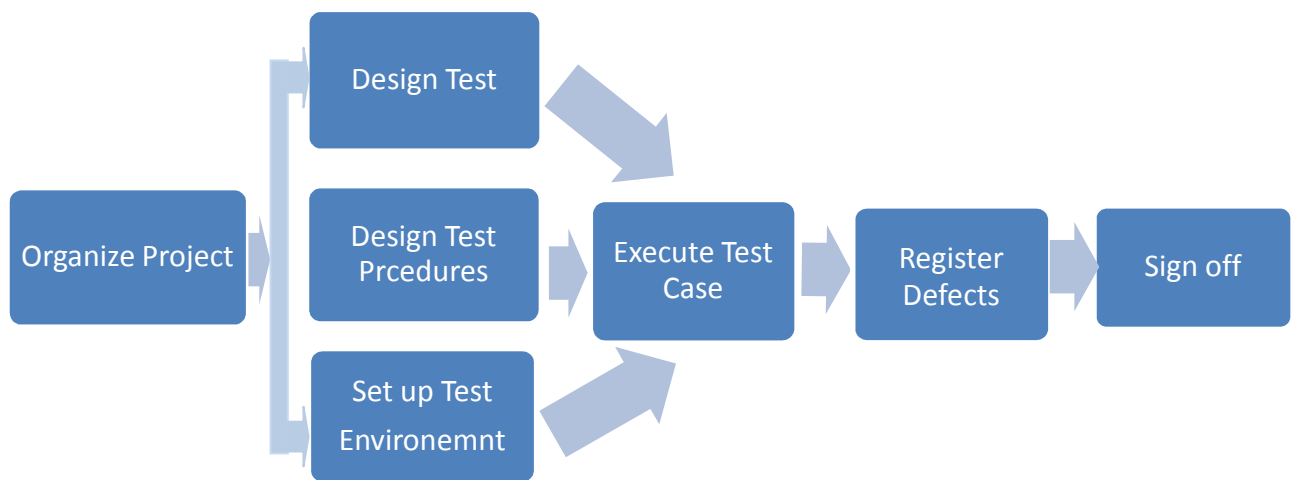 Organize Project
Design Test
Design Test
Prcedures
Set up Test
Environemnt
Execute Test
Case
Register
Defects
Sign off